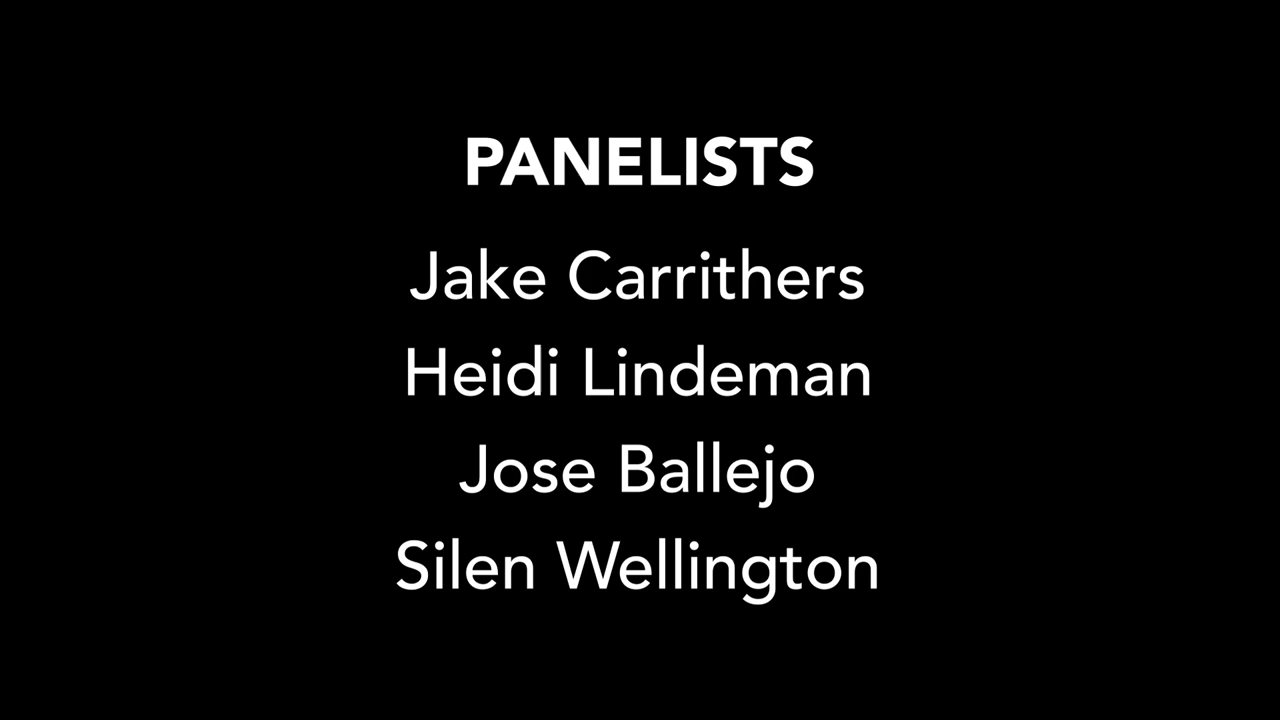 PANELISTS
Jake Carrithers
Heidi Lindeman
Jose Ballejo
Silen Wellington